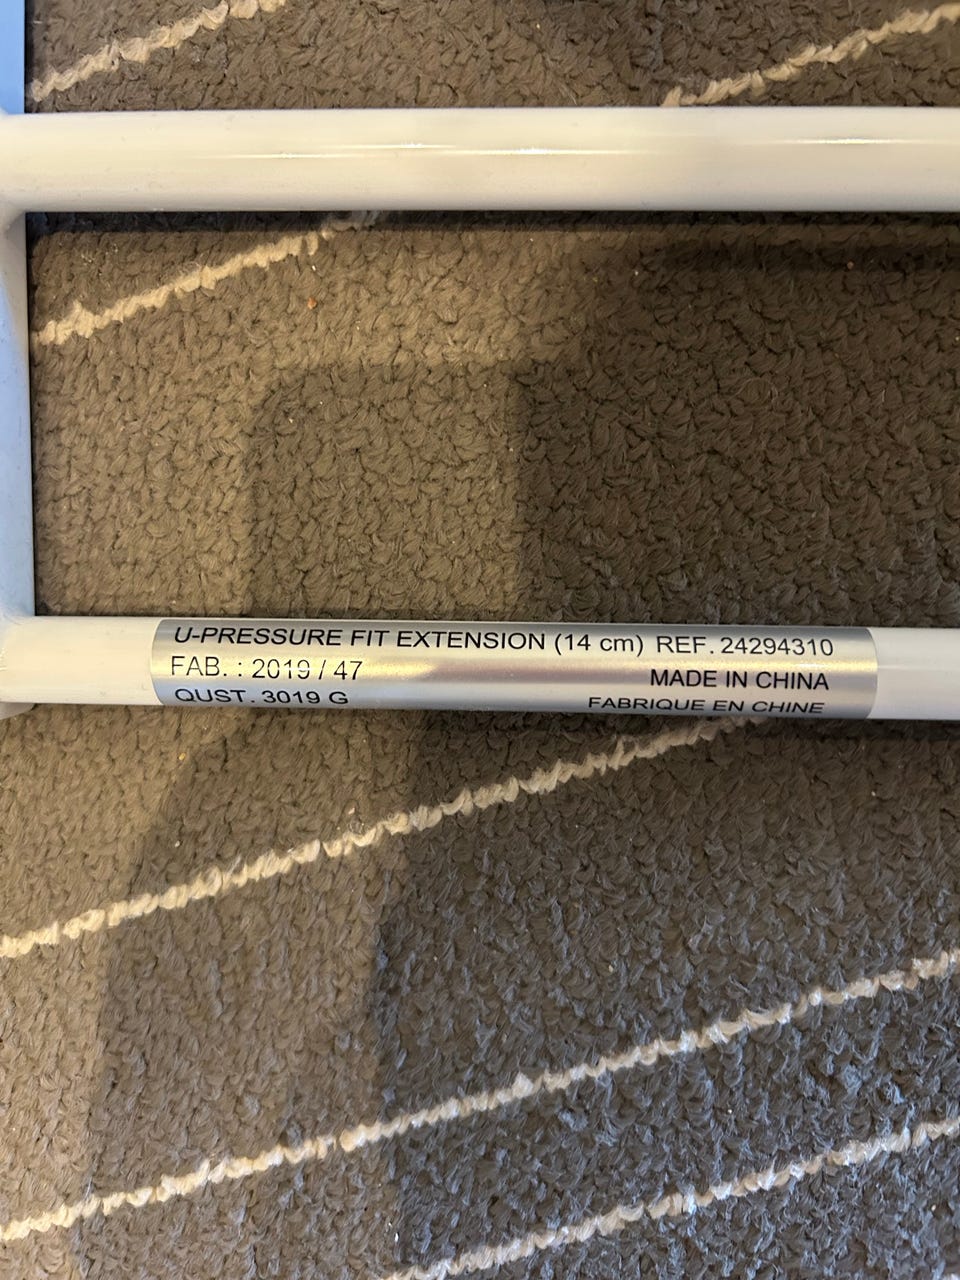 U-PRESSURE FIT EXTENSION (14 cm) REF. 24294310
FAB. : 2019 / 47 MADE IN CHINA
QUST. 3019 G FABRIQUE EN CHINE